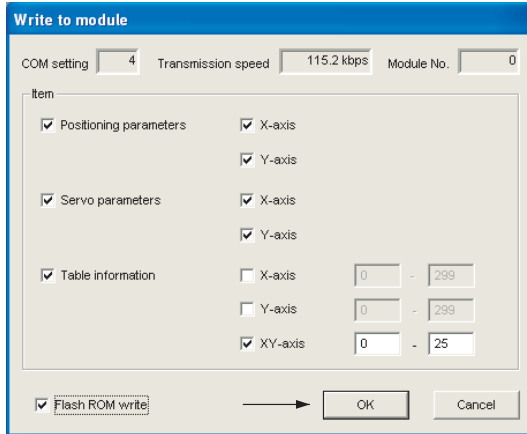 Write to module
COM setting 4 Transmission speed 115.2 kbps Module No. 0
Item
Positioning parameters X-axis
Y-axis
Servo parameters X-axis
Y-axis
Table information X-axis 0 - 299
Y-axis 0 - 299
XY-axis 0 - 25
Flash ROM write OK Cancel